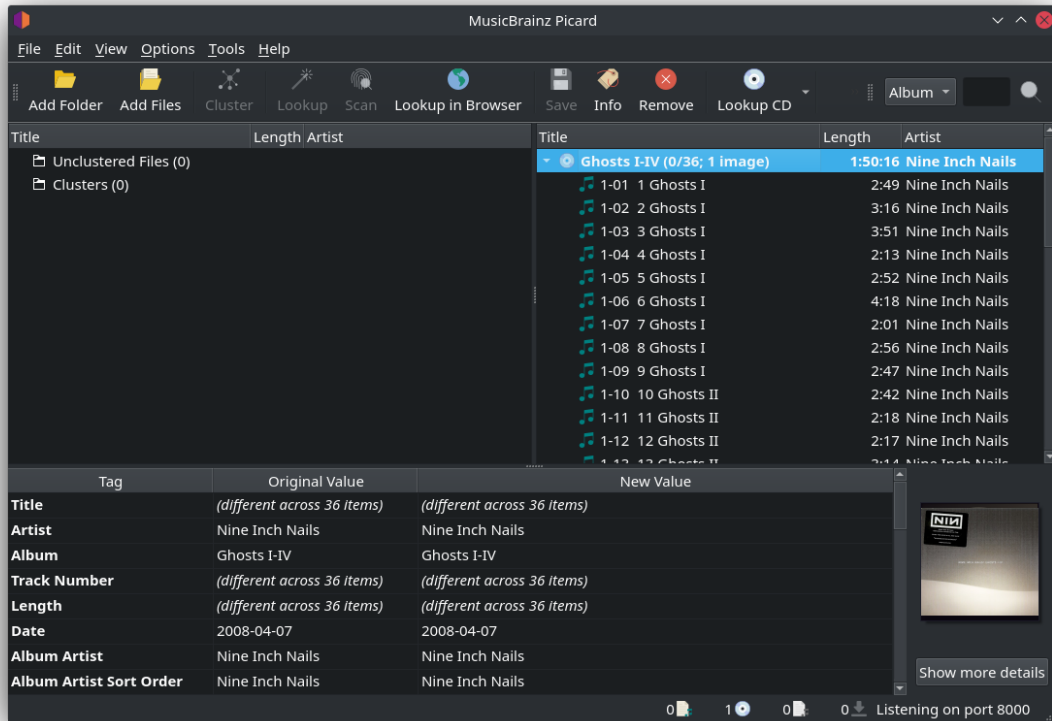 MusicBrainz Picard
File Edit View Options Tools Help
Add Folder Add Files Cluster Lookup Scan Lookup in Browser Save Info Remove Lookup CD Album
Title Length Artist
Unclustered Files (0)
Clusters (0)
Title Length Artist
Ghosts I-IV (0/36; 1 image) 1:50:16 Nine Inch Nails
1-01 1 Ghosts I 2:49 Nine Inch Nails
1-02 2 Ghosts I 3:16 Nine Inch Nails
1-03 3 Ghosts I 3:51 Nine Inch Nails
1-04 4 Ghosts I 2:13 Nine Inch Nails
1-05 5 Ghosts I 2:52 Nine Inch Nails
1-06 6 Ghosts I 4:18 Nine Inch Nails
1-07 7 Ghosts I 2:01 Nine Inch Nails
1-08 8 Ghosts I 2:56 Nine Inch Nails
1-09 9 Ghosts I 2:47 Nine Inch Nails
1-10 10 Ghosts II 2:42 Nine Inch Nails
1-11 11 Ghosts II 2:18 Nine Inch Nails
1-12 12 Ghosts II 2:17 Nine Inch Nails
1-13 13 Ghosts II 3:14 Nine Inch Nails
Tag Original Value New Value
Title (different across 36 items) (different across 36 items)
Artist Nine Inch Nails Nine Inch Nails
Album Ghosts I-IV Ghosts I-IV
Track Number (different across 36 items) (different across 36 items)
Length (different across 36 items) (different across 36 items)
Date 2008-04-07 2008-04-07
Album Artist Nine Inch Nails Nine Inch Nails
Album Artist Sort Order Nine Inch Nails Nine Inch Nails
NIN
Show more details
0 1 0 0 Listening on port 8000